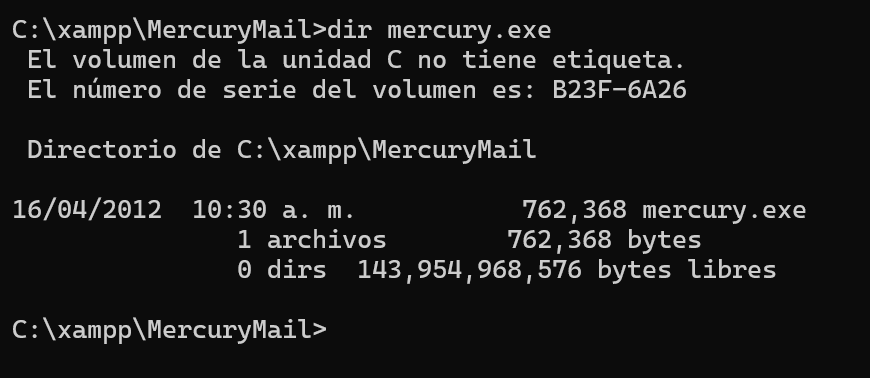 C:\xampp\MercuryMail>dir mercury.exe
 El volumen de la unidad C no tiene etiqueta.
 El número de serie del volumen es: B23F-6A26

 Directorio de C:\xampp\MercuryMail

16/04/2012  10:30 a. m.           762,368 mercury.exe
               1 archivos        762,368 bytes
               0 dirs  143,954,968,576 bytes libres

C:\xampp\MercuryMail>